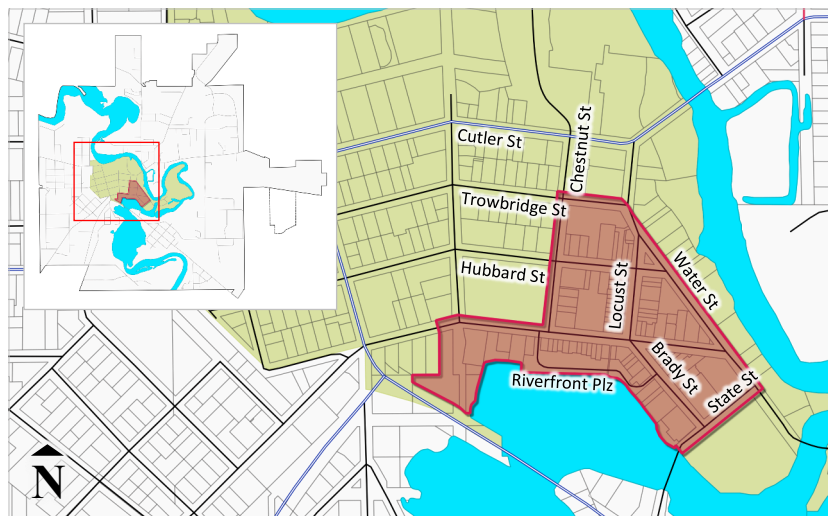 Cutler St
Chestnut St
Trowbridge St
Hubbard St
Locust St
Water St
Brady St
Riverfront Plz
State St
N